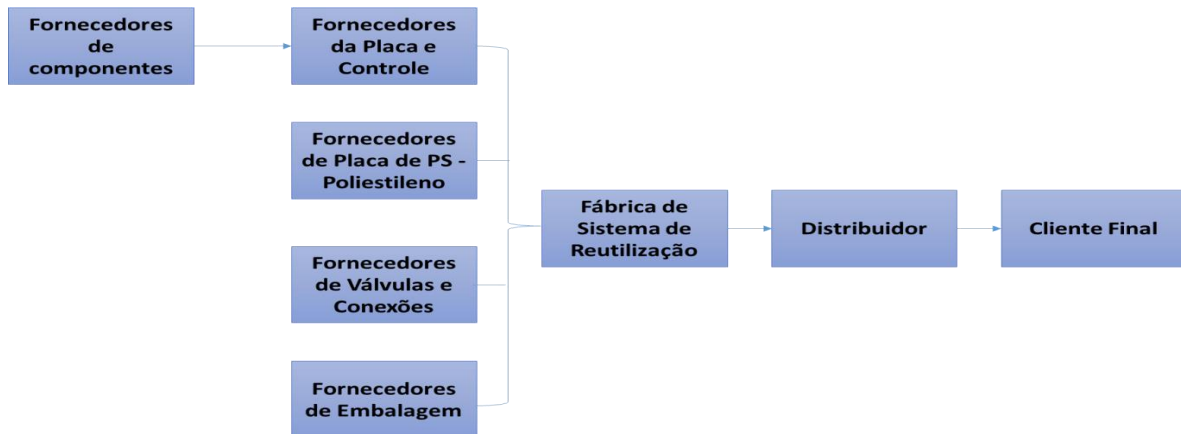 Fornecedores
de
componentes
Fornecedores
da Placa e
Controle
Fornecedores
de Placa de PS -
Poliestileno
Fornecedores
de Válvulas e
Conexões
Fornecedores
de Embalagem
Fábrica de
Sistema de
Reutilização
Distribuidor
Cliente Final